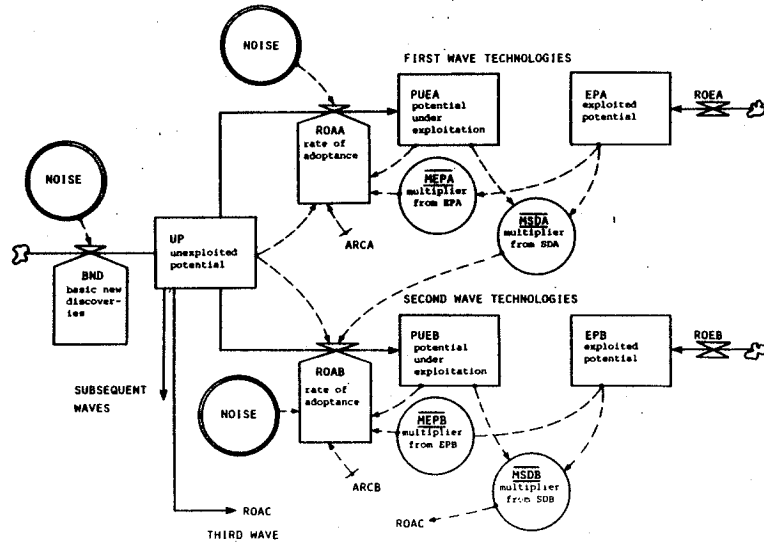 NOISE
FIRST WAVE TECHNOLOGIES
PUEA
potential
under
exploitation
EPA
exploited
potential
ROEA
ROAA
rate of
adoptance
MEPA
multiplier
from EPA
MSDA
multiplier
from SDA
ARCA
NOISE
UP
unexploited
potential
BND
basic new
discover-
ies
SECOND WAVE TECHNOLOGIES
PUEB
potential
under
exploitation
EPB
exploited
potential
ROEB
ROAB
rate of
adoptance
SUBSEQUENT
WAVES
NOISE
MEPB
multiplier
from EPB
MSDB
multiplier
from SDB
ARCB
ROAC
ROAC
THIRD WAVE